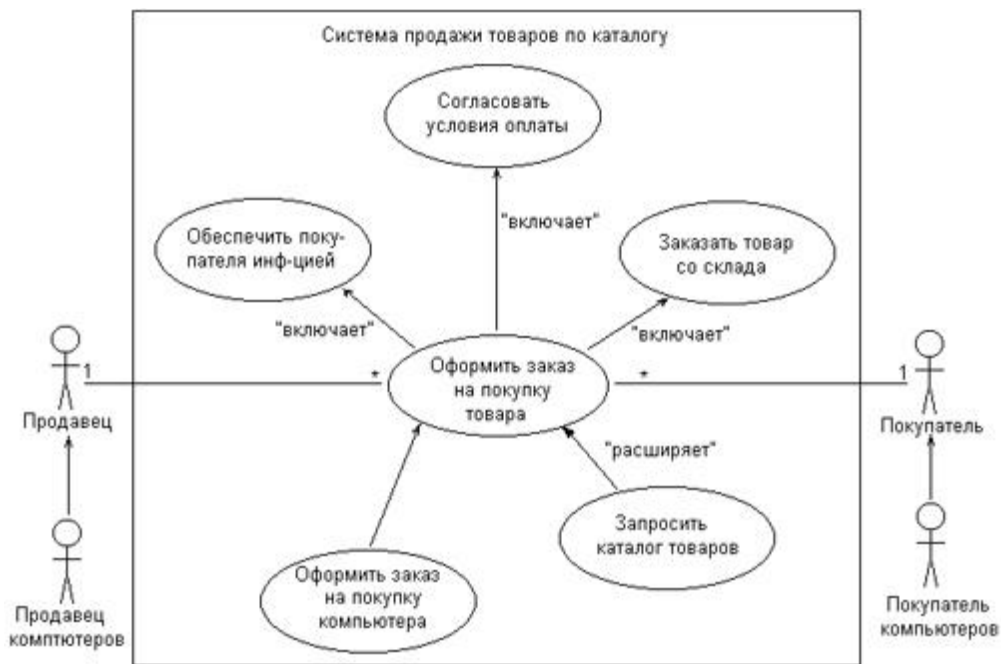 Система продажи товаров по каталогу
Согласовать
условия оплаты
"включает"
Обеспечить поку-
пателя инф-цией
Заказать товар
со склада
"включает"
"включает"
Оформить заказ
на покупку
товара
1
*
*
1
Продавец
Покупатель
"расширяет"
Запросить
каталог товаров
Оформить заказ
на покупку
компьютера
Продавец
комптютеров
Покупатель
компьютеров